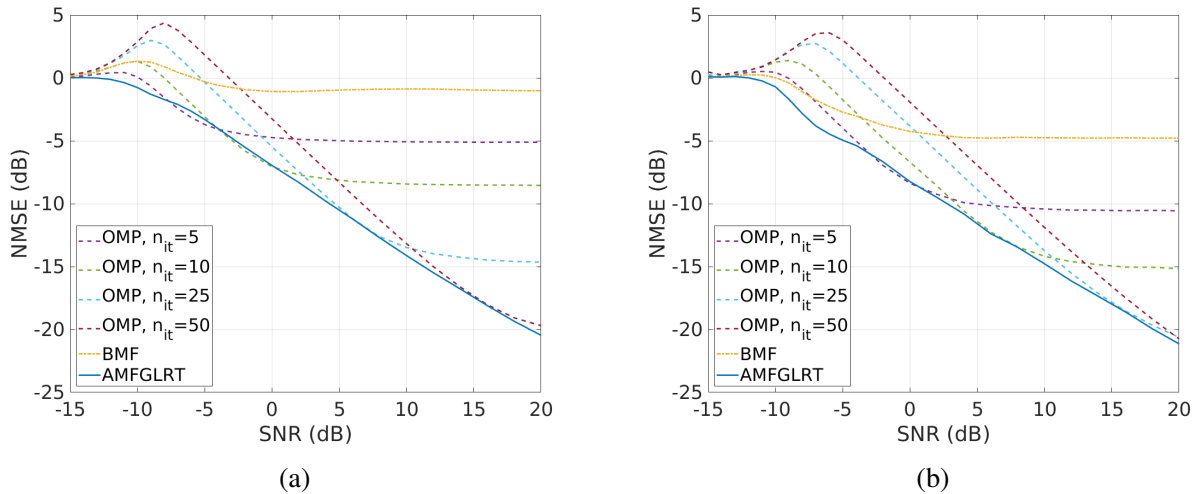 5
0
-5
-10
-15
-20
-25
NMSE (dB)
OMP, n_it=5
OMP, n_it=10
OMP, n_it=25
OMP, n_it=50
BMF
AMFGLRT
-15 -10 -5 0 5 10 15 20
SNR (dB)
(a)
5
0
-5
-10
-15
-20
-25
NMSE (dB)
OMP, n_it=5
OMP, n_it=10
OMP, n_it=25
OMP, n_it=50
BMF
AMFGLRT
-15 -10 -5 0 5 10 15 20
SNR (dB)
(b)